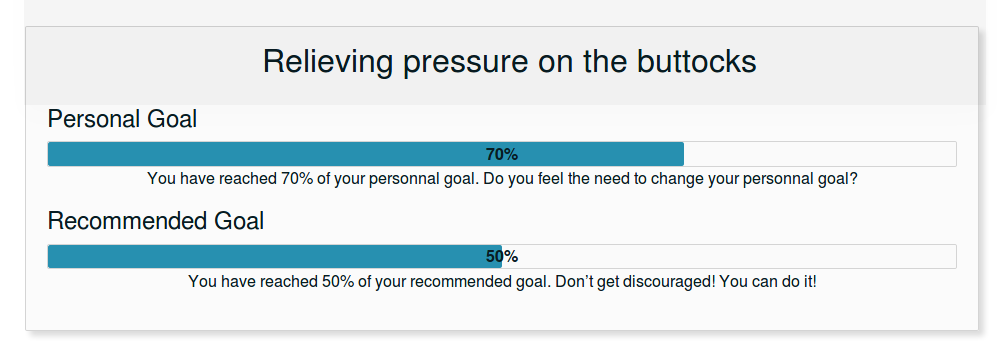 Relieving pressure on the buttocks
Personal Goal
70%
You have reached 70% of your personnal goal. Do you feel the need to change your personnal goal?
Recommended Goal
50%
You have reached 50% of your recommended goal. Don't get discouraged! You can do it!